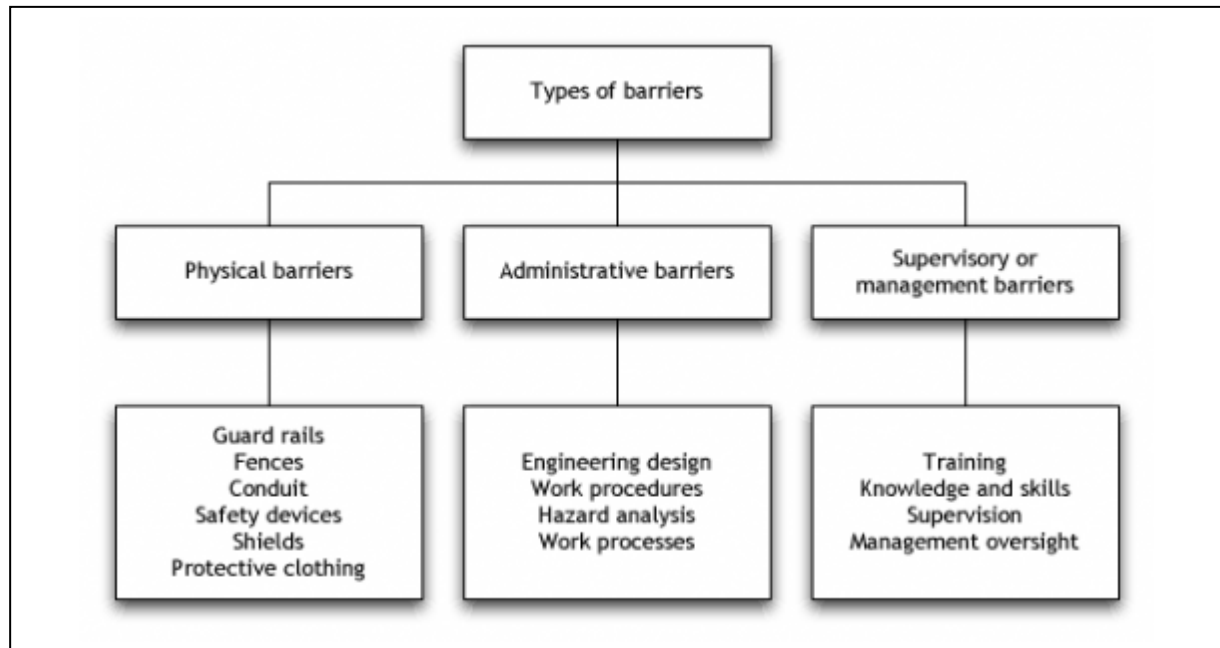 Types of barriers
Physical barriers
Administrative barriers
Supervisory or
management barriers
Guard rails
Fences
Conduit
Safety devices
Shields
Protective clothing
Engineering design
Work procedures
Hazard analysis
Work processes
Training
Knowledge and skills
Supervision
Management oversight